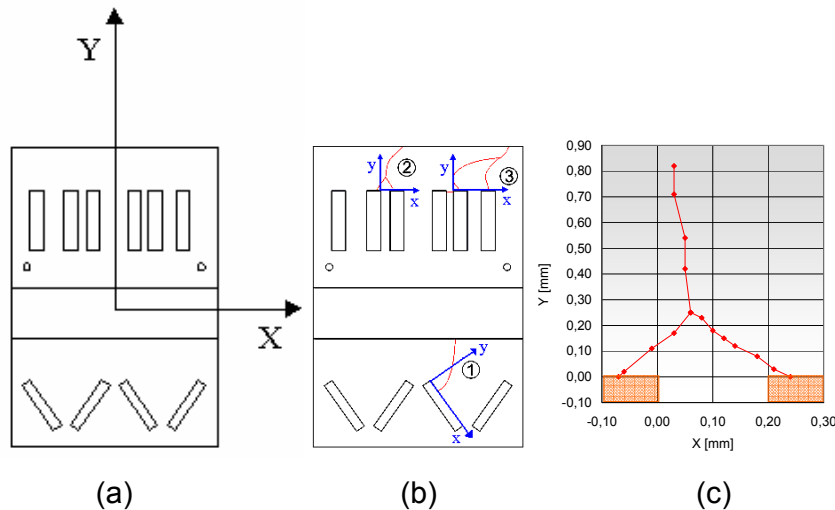 Y
X
(a)
y
②
x
y
③
x
①
y
x
(b)
0,90
0,80
0,70
0,60
0,50
0,40
0,30
0,20
0,10
0,00
-0,10
Y [mm]
-0,10 0,00 0,10 0,20 0,30
X [mm]
(c)